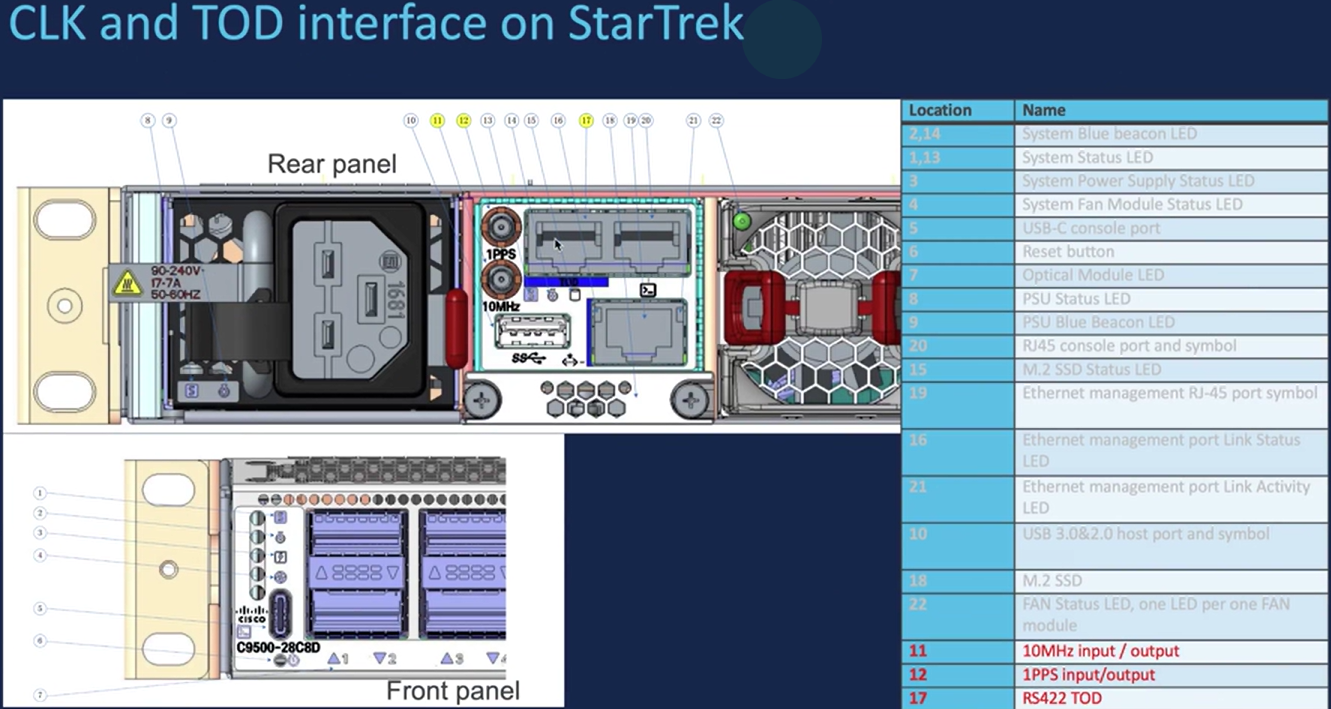 CLK and TOD interface on StarTrek
8 9 10 11 12 13 14 15 16 17 18 19 20 21 22
Rear panel
1PPS
10MHz
TOD
90-240V
17-7A
50-60HZ
1681
S
SS
S
Location Name
2,14 System Blue beacon LED
1,13 System Status LED
3 System Power Supply Status LED
4 System Fan Module Status LED
5 USB-C console port
6 Reset button
7 Optical Module LED
8 PSU Status LED
9 PSU Blue Beacon LED
20 RJ45 console port and symbol
15 M.2 SSD Status LED
19 Ethernet management RJ-45 port symbol
16 Ethernet management port Link Status
LED
21 Ethernet management port Link Activity
LED
10 USB 3.0&2.0 host port and symbol
18 M.2 SSD
22 FAN Status LED, one LED per one FAN
module
11 10MHz input / output
12 1PPS input/output
17 RS422 TOD
1
2
3
4
5
6
7
S
CISCO
C9500-28C8D
1 2 3 4
Front panel